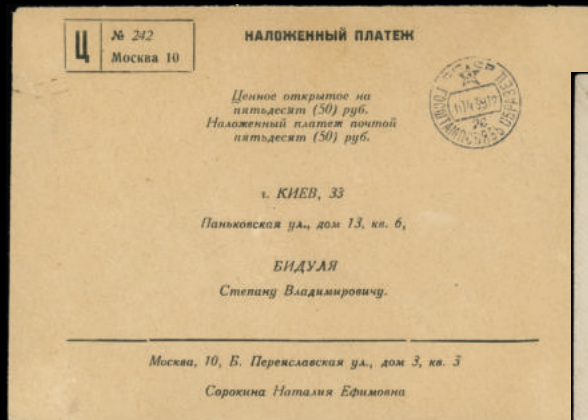 Ц
№ 242
Москва 10
НАЛОЖЕННЫЙ ПЛАТЕЖ
Ценное открытое на
пятьдесят (50) руб.
Наложенный платеж почтой
пятьдесят (50) руб.
г. КИЕВ, 33
Паньковская ул., дом 13, кв. 6,
БИДУЛЯ
Степану Владимировичу.
Москва, 10, Б. Переяславская ул., дом 3, кв. 3
Сорокина Наталия Ефимовна